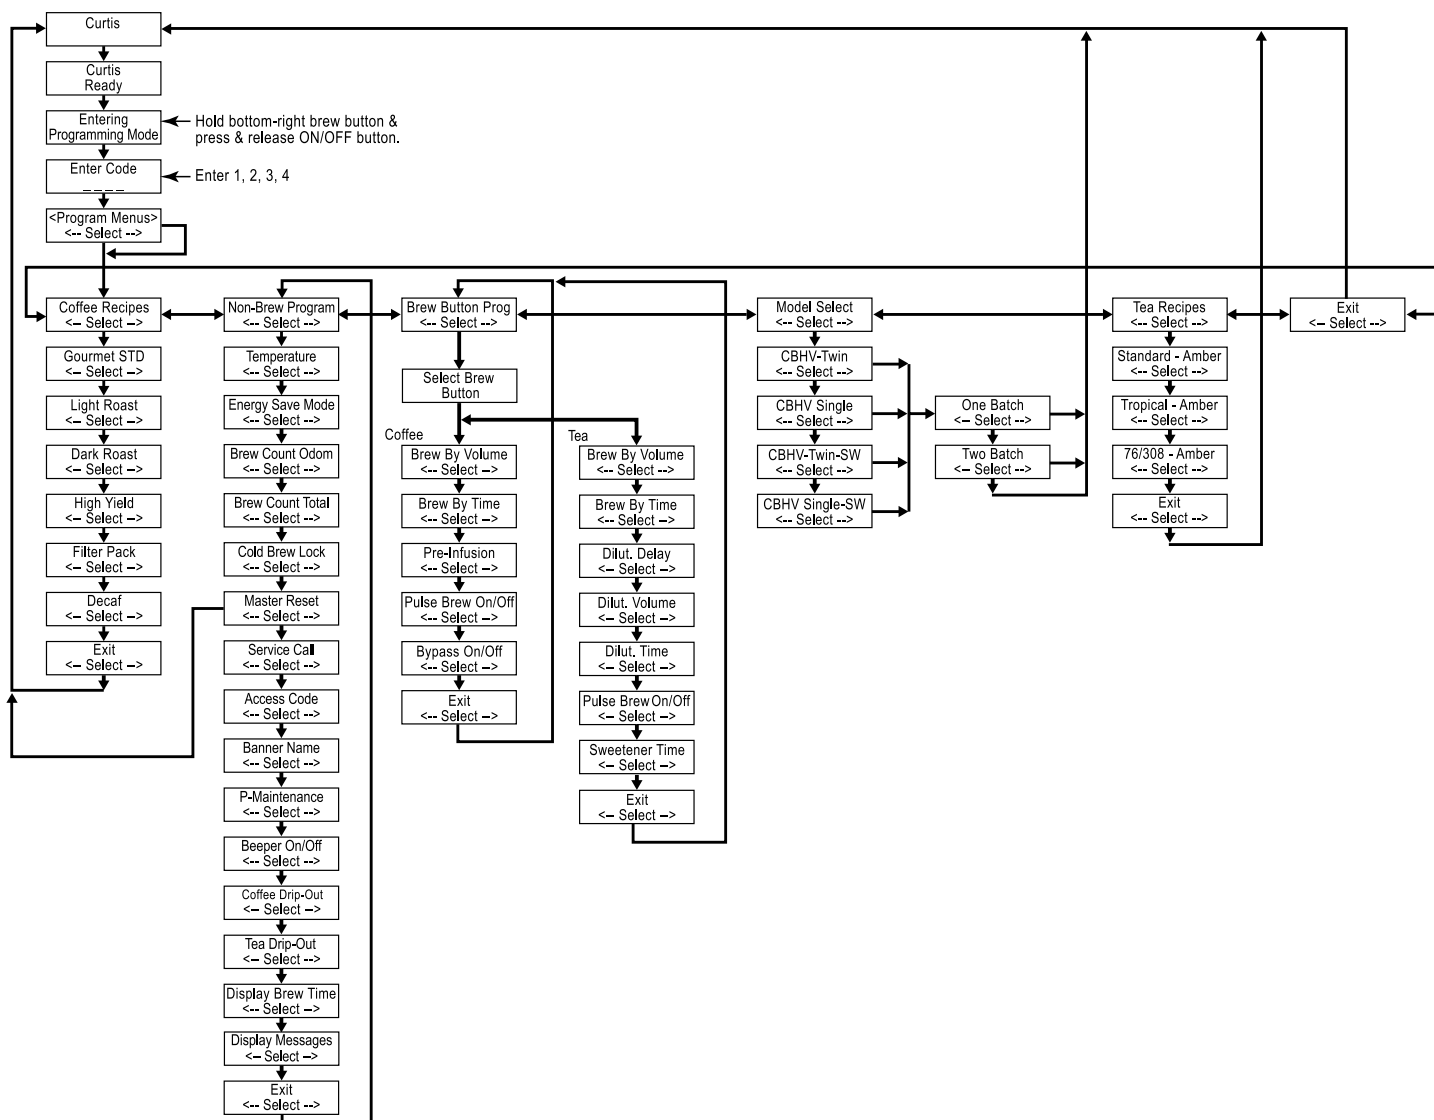 Curtis
Curtis
Ready
Entering
Programming Mode
Hold bottom-right brew button &
press & release ON/OFF button.
Enter Code
_ _ _ _
Enter 1, 2, 3, 4
<Program Menus>
<-- Select -->
Coffee Recipes
<-- Select -->
Gourmet STD
<-- Select -->
Light Roast
<-- Select -->
Dark Roast
<-- Select -->
High Yield
<-- Select -->
Filter Pack
<-- Select -->
Decaf
<-- Select -->
Exit
<-- Select -->
Non-Brew Program
<-- Select -->
Temperature
<-- Select -->
Energy Save Mode
<-- Select -->
Brew Count Odom
<-- Select -->
Brew Count Total
<-- Select -->
Cold Brew Lock
<-- Select -->
Master Reset
<-- Select -->
Service Call
<-- Select -->
Access Code
<-- Select -->
Banner Name
<-- Select -->
P-Maintenance
<-- Select -->
Beeper On/Off
<-- Select -->
Coffee Drip-Out
<-- Select -->
Tea Drip-Out
<-- Select -->
Display Brew Time
<-- Select -->
Display Messages
<-- Select -->
Exit
<-- Select -->
Brew Button Prog
<-- Select -->
Select Brew
Button
Coffee
Brew By Volume
<-- Select -->
Brew By Time
<-- Select -->
Pre-Infusion
<-- Select -->
Pulse Brew On/Off
<-- Select -->
Bypass On/Off
<-- Select -->
Exit
<-- Select -->
Tea
Brew By Volume
<-- Select -->
Brew By Time
<-- Select -->
Dilut. Delay
<-- Select -->
Dilut. Volume
<-- Select -->
Dilut. Time
<-- Select -->
Pulse Brew On/Off
<-- Select -->
Sweetener Time
<-- Select -->
Exit
<-- Select -->
Model Select
<-- Select -->
CBHV-Twin
<-- Select -->
CBHV Single
<-- Select -->
CBHV-Twin-SW
<-- Select -->
CBHV Single-SW
<-- Select -->
One Batch
<-- Select -->
Two Batch
<-- Select -->
Tea Recipes
<-- Select -->
Standard - Amber
<-- Select -->
Tropical - Amber
<-- Select -->
76/308 - Amber
<-- Select -->
Exit
<-- Select -->
Exit
<-- Select -->